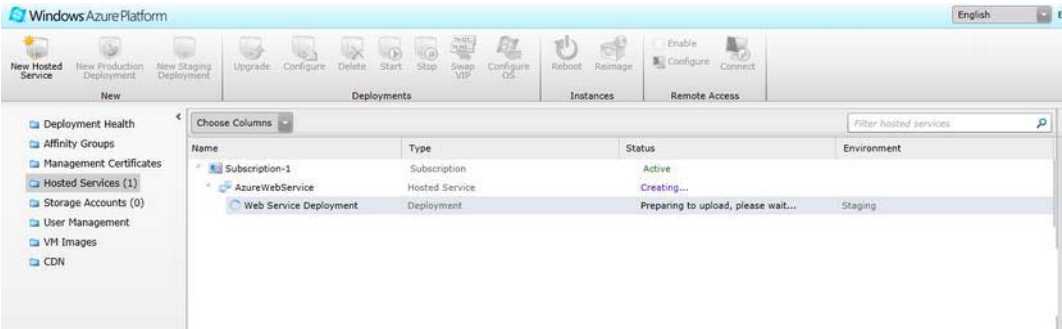 Windows Azure Platform
English
New Hosted Service
New Production Deployment
New Staging Deployment
Upgrade
Configure
Delete
Start
Stop
Swap VIP
Configure OS
Reboot
Reimage
Enable
Configure
Connect
New
Deployments
Instances
Remote Access
Deployment Health
Affinity Groups
Management Certificates
Hosted Services (1)
Storage Accounts (0)
User Management
VM Images
CDN
Choose Columns
Filter hosted services
Name Type Status Environment
Subscription-1 Subscription Active
AzureWebService Hosted Service Creating...
Web Service Deployment Deployment Preparing to upload, please wait... Staging